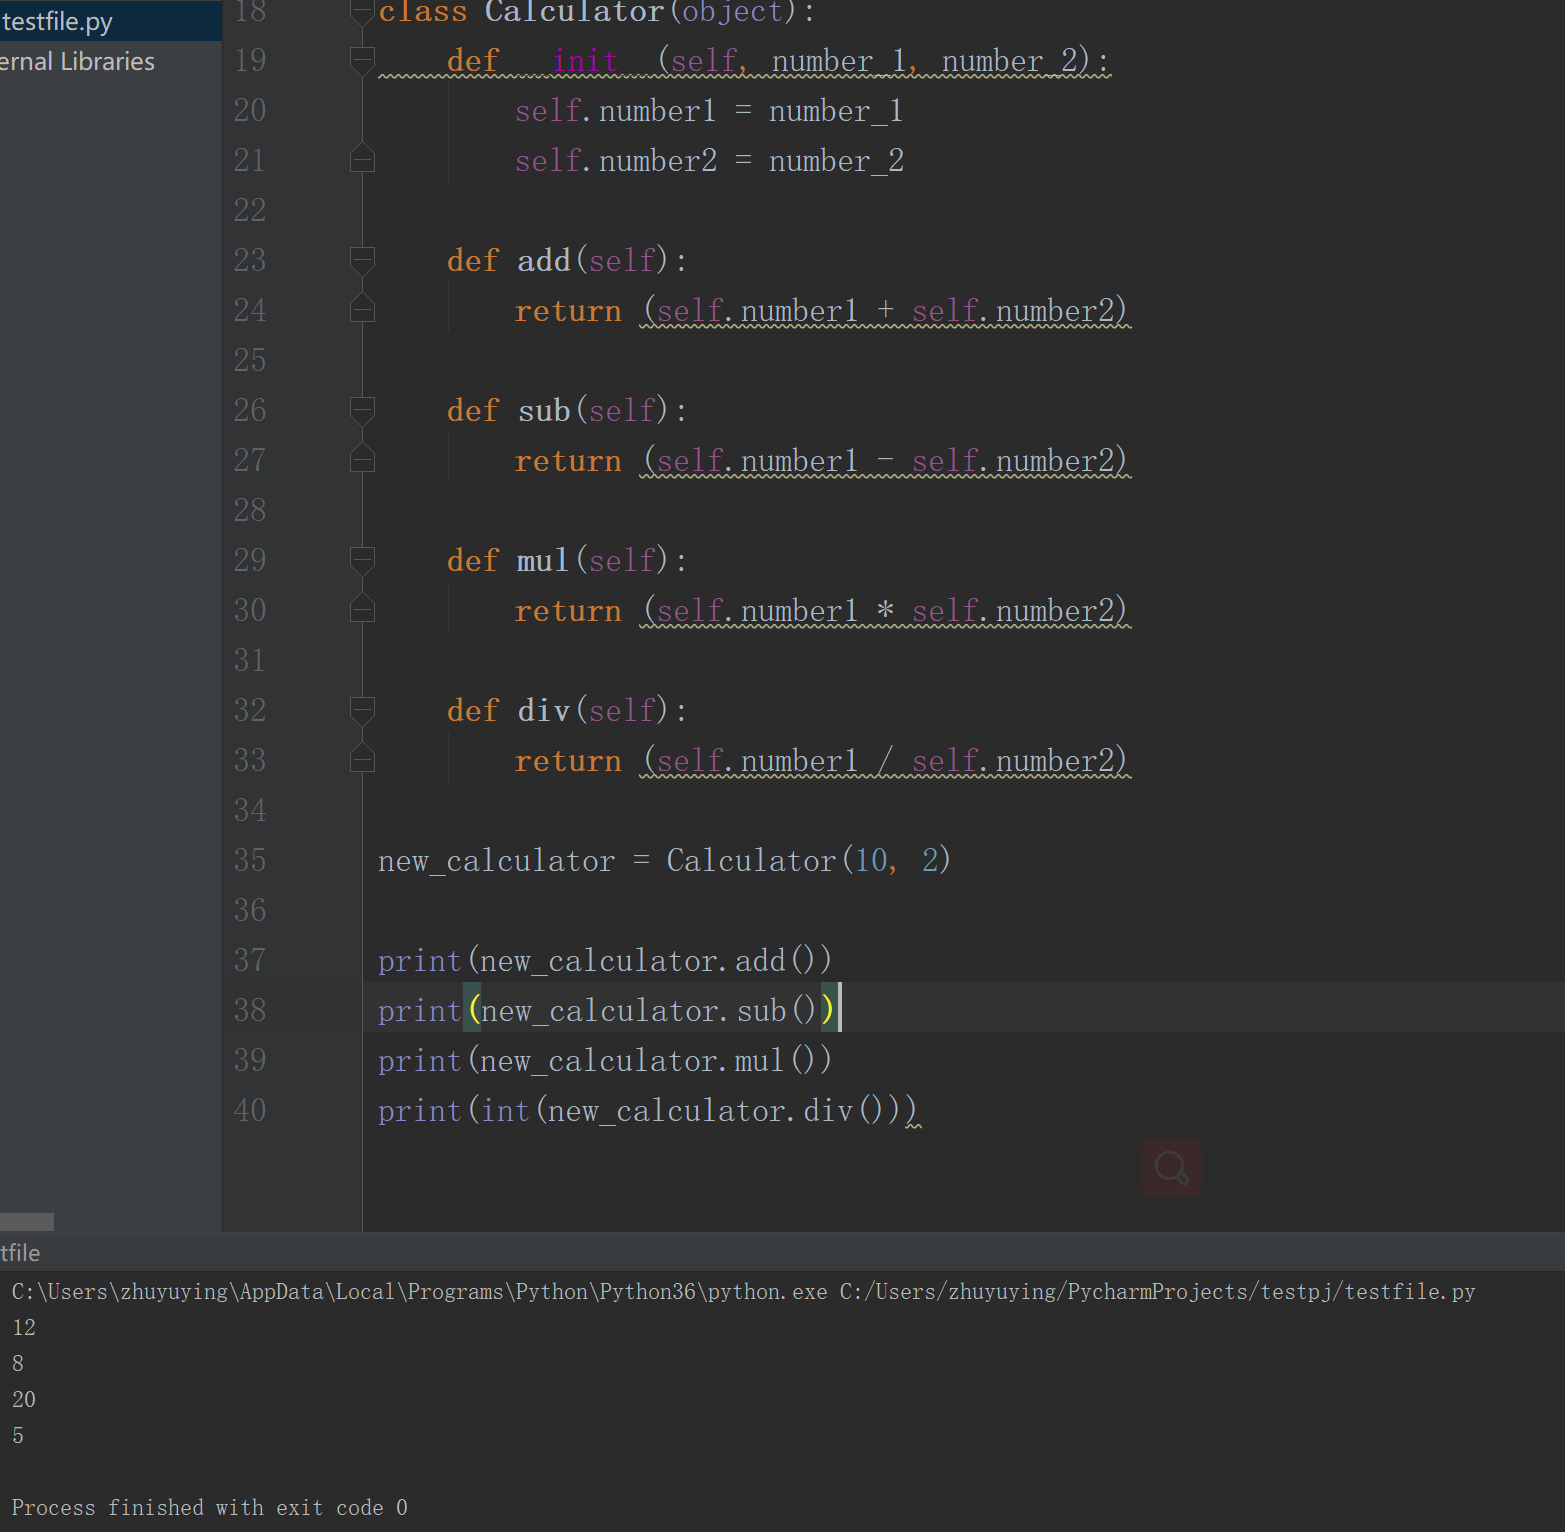 testfile.py
ernal Libraries
18 class Calculator(object):
19     def __init__(self, number_1, number_2):
20         self.number1 = number_1
21         self.number2 = number_2
22
23     def add(self):
24         return (self.number1 + self.number2)
25
26     def sub(self):
27         return (self.number1 - self.number2)
28
29     def mul(self):
30         return (self.number1 * self.number2)
31
32     def div(self):
33         return (self.number1 / self.number2)
34
35 new_calculator = Calculator(10, 2)
36
37 print(new_calculator.add())
38 print(new_calculator.sub())
39 print(new_calculator.mul())
40 print(int(new_calculator.div()))
tfile
C:\Users\zhuyuying\AppData\Local\Programs\Python\Python36\python.exe C:/Users/zhuyuying/PycharmProjects/testpj/testfile.py
12
8
20
5
Process finished with exit code 0